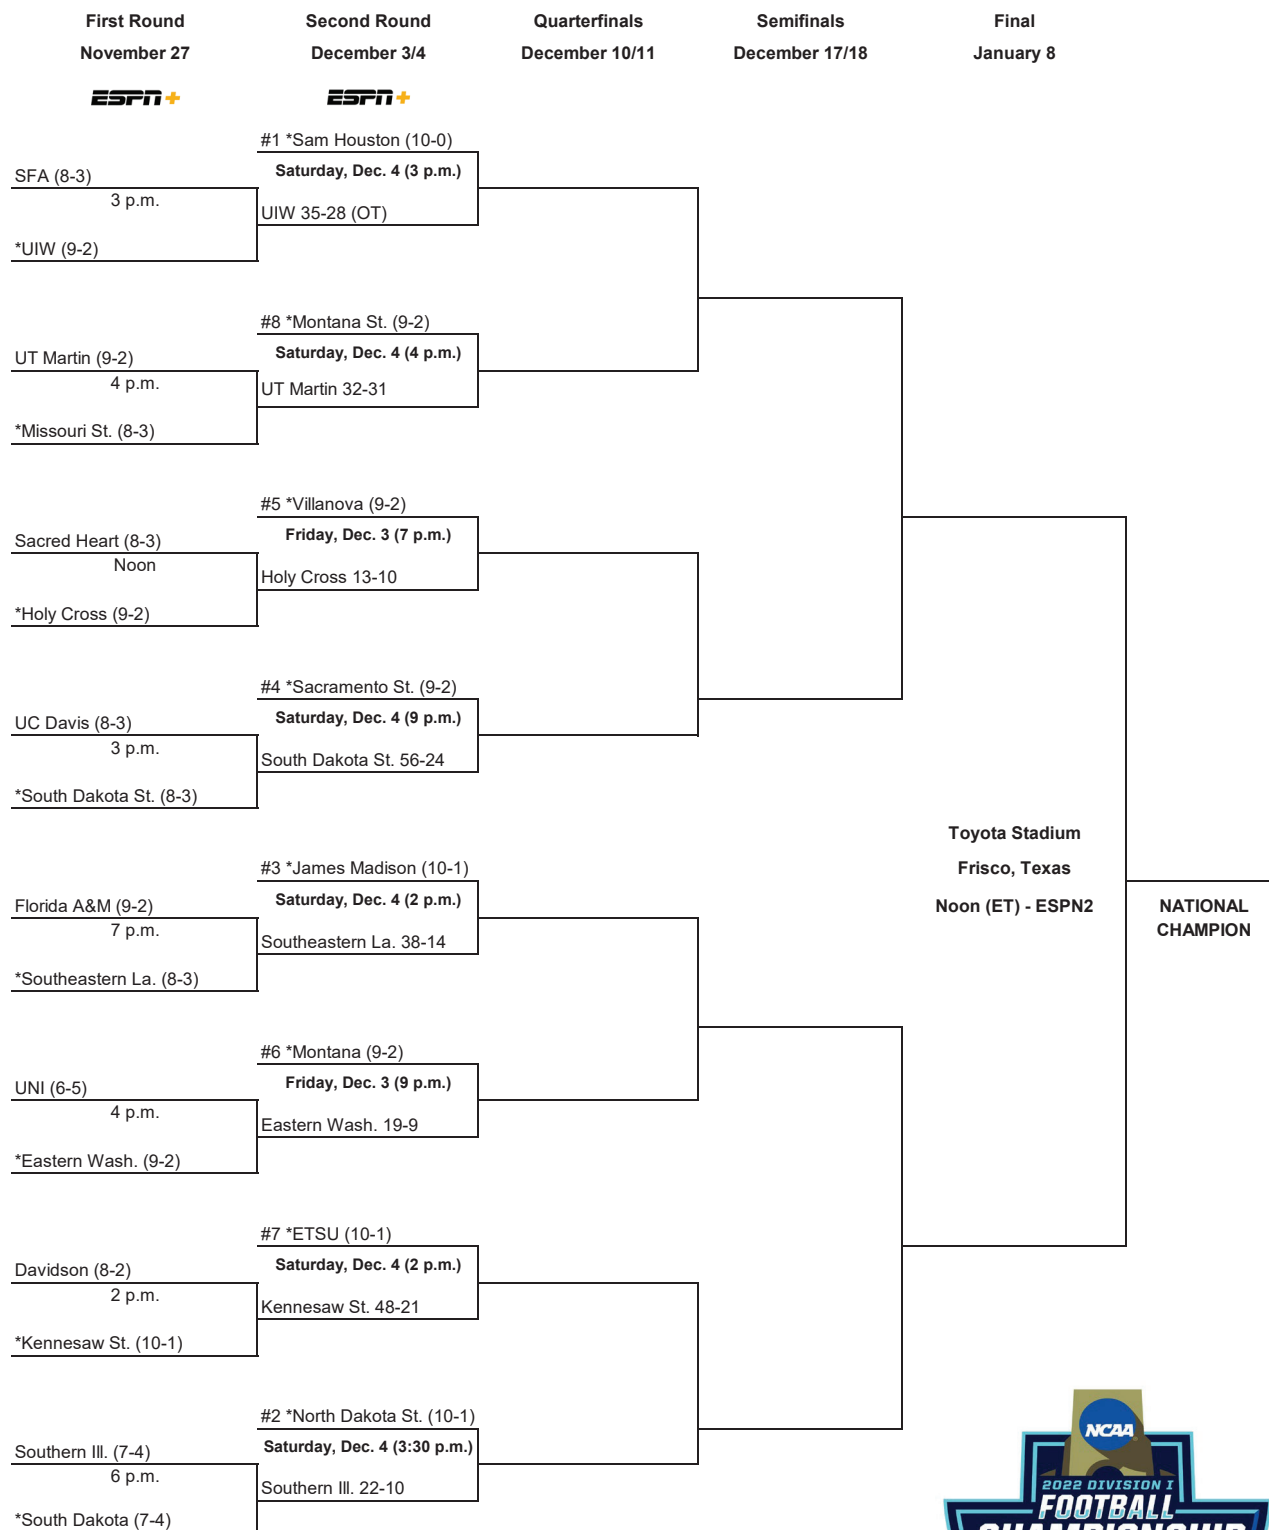 First Round Second Round Quarterfinals Semifinals Final
November 27 December 3/4 December 10/11 December 17/18 January 8
ESPN+ ESPN+
#1 *Sam Houston (10-0)
Saturday, Dec. 4 (3 p.m.)
SFA (8-3)
3 p.m.
UIW 35-28 (OT)
*UIW (9-2)
#8 *Montana St. (9-2)
Saturday, Dec. 4 (4 p.m.)
UT Martin (9-2)
4 p.m.
UT Martin 32-31
*Missouri St. (8-3)
#5 *Villanova (9-2)
Friday, Dec. 3 (7 p.m.)
Sacred Heart (8-3)
Noon
Holy Cross 13-10
*Holy Cross (9-2)
#4 *Sacramento St. (9-2)
Saturday, Dec. 4 (9 p.m.)
UC Davis (8-3)
3 p.m.
South Dakota St. 56-24
*South Dakota St. (8-3)
Toyota Stadium
Frisco, Texas
Noon (ET) - ESPN2
NATIONAL
CHAMPION
#3 *James Madison (10-1)
Saturday, Dec. 4 (2 p.m.)
Florida A&M (9-2)
7 p.m.
Southeastern La. 38-14
*Southeastern La. (8-3)
#6 *Montana (9-2)
Friday, Dec. 3 (9 p.m.)
UNI (6-5)
4 p.m.
Eastern Wash. 19-9
*Eastern Wash. (9-2)
#7 *ETSU (10-1)
Saturday, Dec. 4 (2 p.m.)
Davidson (8-2)
2 p.m.
Kennesaw St. 48-21
*Kennesaw St. (10-1)
#2 *North Dakota St. (10-1)
Saturday, Dec. 4 (3:30 p.m.)
Southern Ill. (7-4)
6 p.m.
Southern Ill. 22-10
*South Dakota (7-4)
NCAA
2022 DIVISION I
FOOTBALL
CHAMPIONSHIP